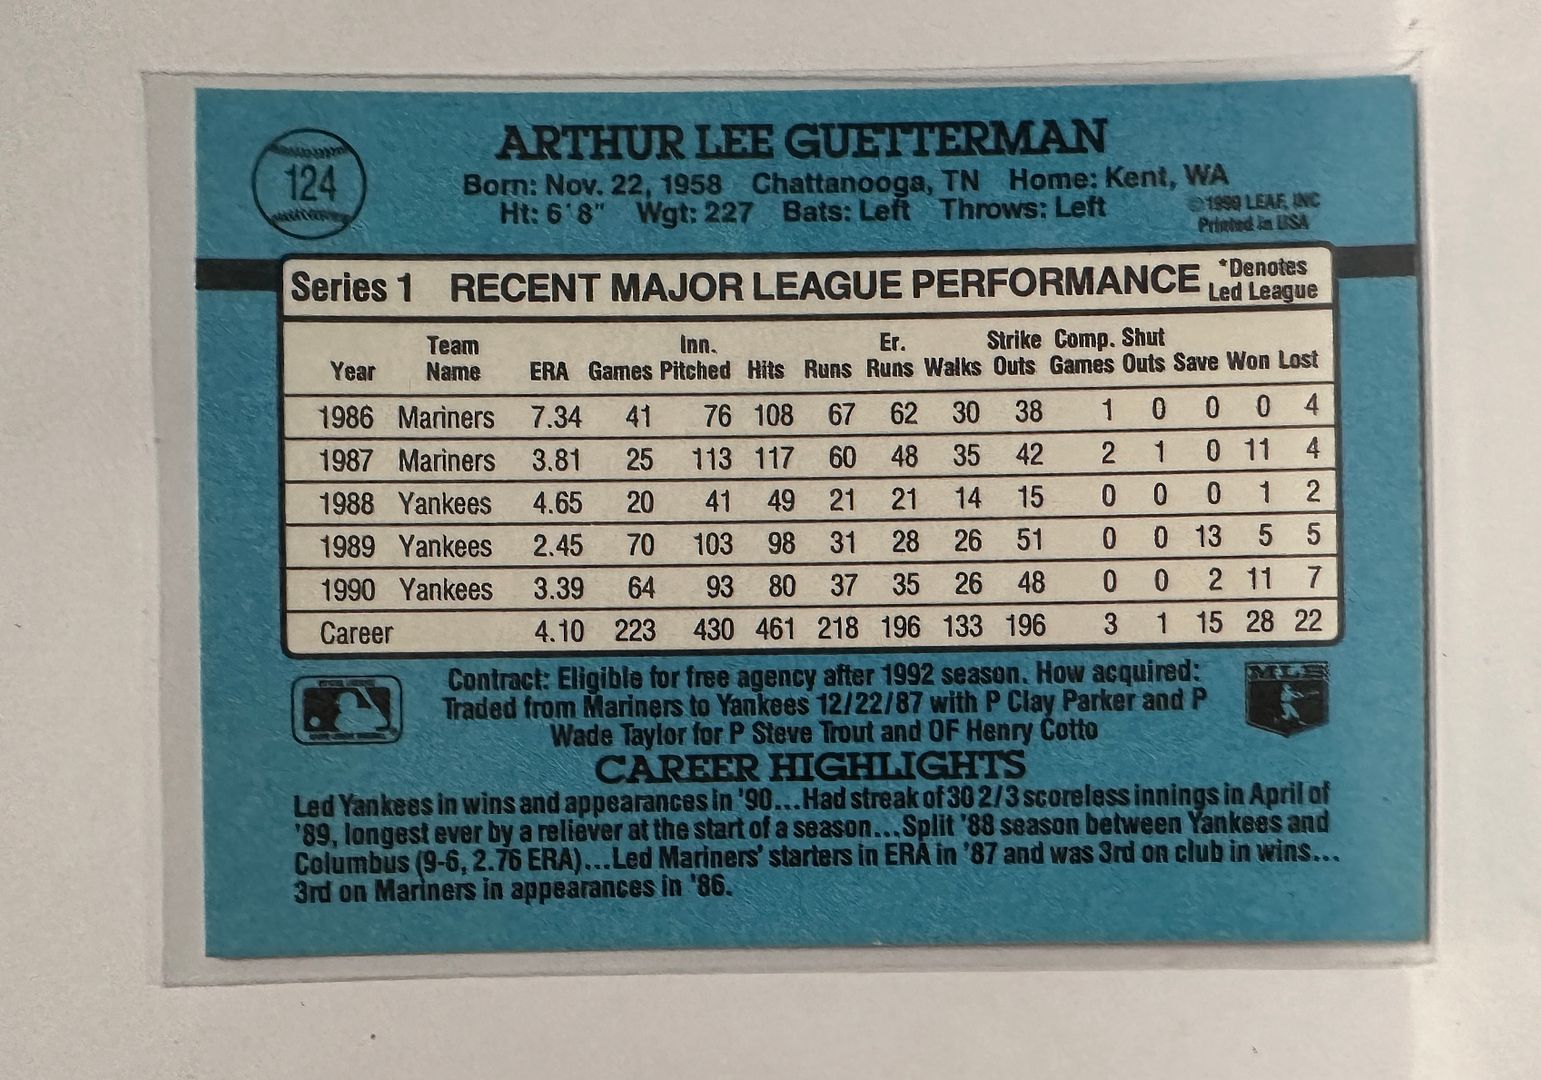 124
ARTHUR LEE GUETTERMAN
Born: Nov. 22, 1958 Chattanooga, TN Home: Kent, WA
Ht: 6'8" Wgt: 227 Bats: Left Throws: Left
©1990 LEAF, INC
Printed in USA
Series 1 RECENT MAJOR LEAGUE PERFORMANCE *Denotes Led League
Year Team Name ERA Games Inn. Pitched Hits Runs Er. Runs Walks Strike Outs Comp. Games Shut Outs Save Won Lost
1986 Mariners 7.34 41 76 108 67 62 30 38 1 0 0 0 4
1987 Mariners 3.81 25 113 117 60 48 35 42 2 1 0 11 4
1988 Yankees 4.65 20 41 49 21 21 14 15 0 0 0 1 2
1989 Yankees 2.45 70 103 98 31 28 26 51 0 0 13 5 5
1990 Yankees 3.39 64 93 80 37 35 26 48 0 0 2 11 7
Career 4.10 223 430 461 218 196 133 196 3 1 15 28 22
Contract: Eligible for free agency after 1992 season. How acquired:
Traded from Mariners to Yankees 12/22/87 with P Clay Parker and P
Wade Taylor for P Steve Trout and OF Henry Cotto
CAREER HIGHLIGHTS
Led Yankees in wins and appearances in '90...Had streak of 30 2/3 scoreless innings in April of
'89, longest ever by a reliever at the start of a season...Split '88 season between Yankees and
Columbus (9-6, 2.76 ERA)...Led Mariners' starters in ERA in '87 and was 3rd on club in wins...
3rd on Mariners in appearances in '86.